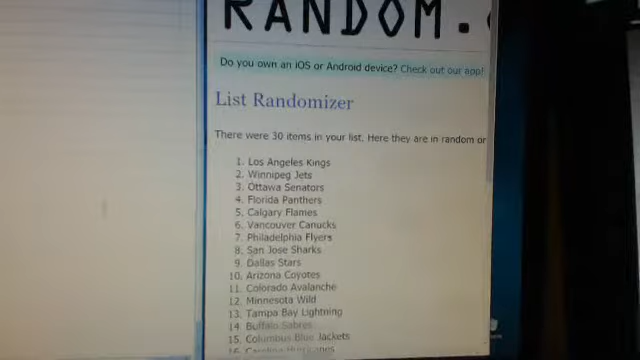 RANDOM.
Do you own an iOS or Android device? Check out our app!
List Randomizer
There were 30 items in your list. Here they are in random or
1. Los Angeles Kings
2. Winnipeg Jets
3. Ottawa Senators
4. Florida Panthers
5. Calgary Flames
6. Vancouver Canucks
7. Philadelphia Flyers
8. San Jose Sharks
9. Dallas Stars
10. Arizona Coyotes
11. Colorado Avalanche
12. Minnesota Wild
13. Tampa Bay Lightning
14. Buffalo Sabres
15. Columbus Blue Jackets
16. Carolina Hurricanes